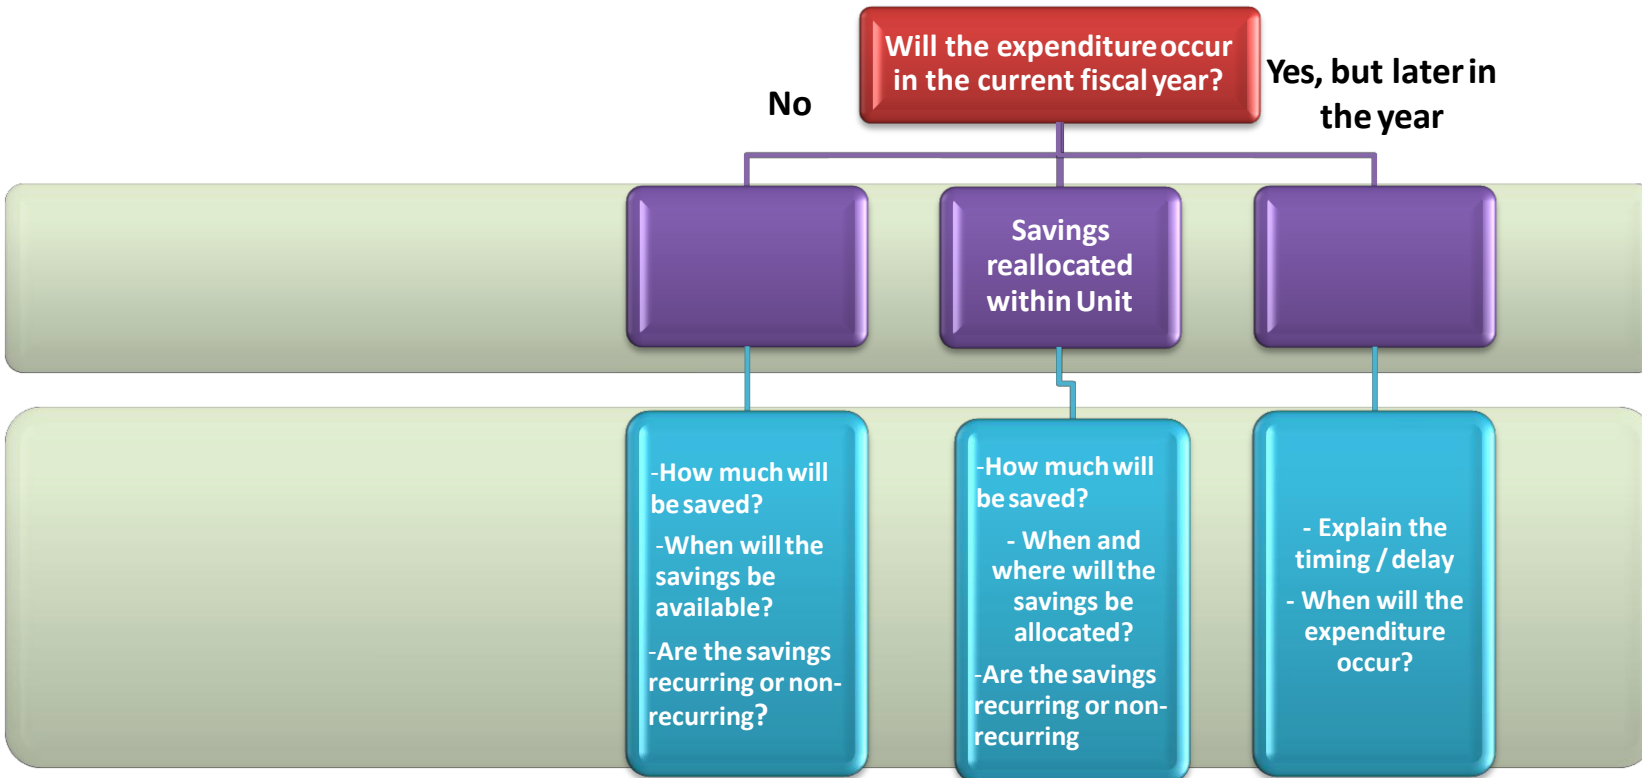 Will the expenditure occur
in the current fiscal year?
No
Yes, but later in
the year
Savings
reallocated
within Unit
-How much will
be saved?
-When will the
savings be
available?
-Are the savings
recurring or non-
recurring?
-How much will
be saved?
- When and
where will the
savings be
allocated?
-Are the savings
recurring or non-
recurring
- Explain the
timing / delay
- When will the
expenditure
occur?